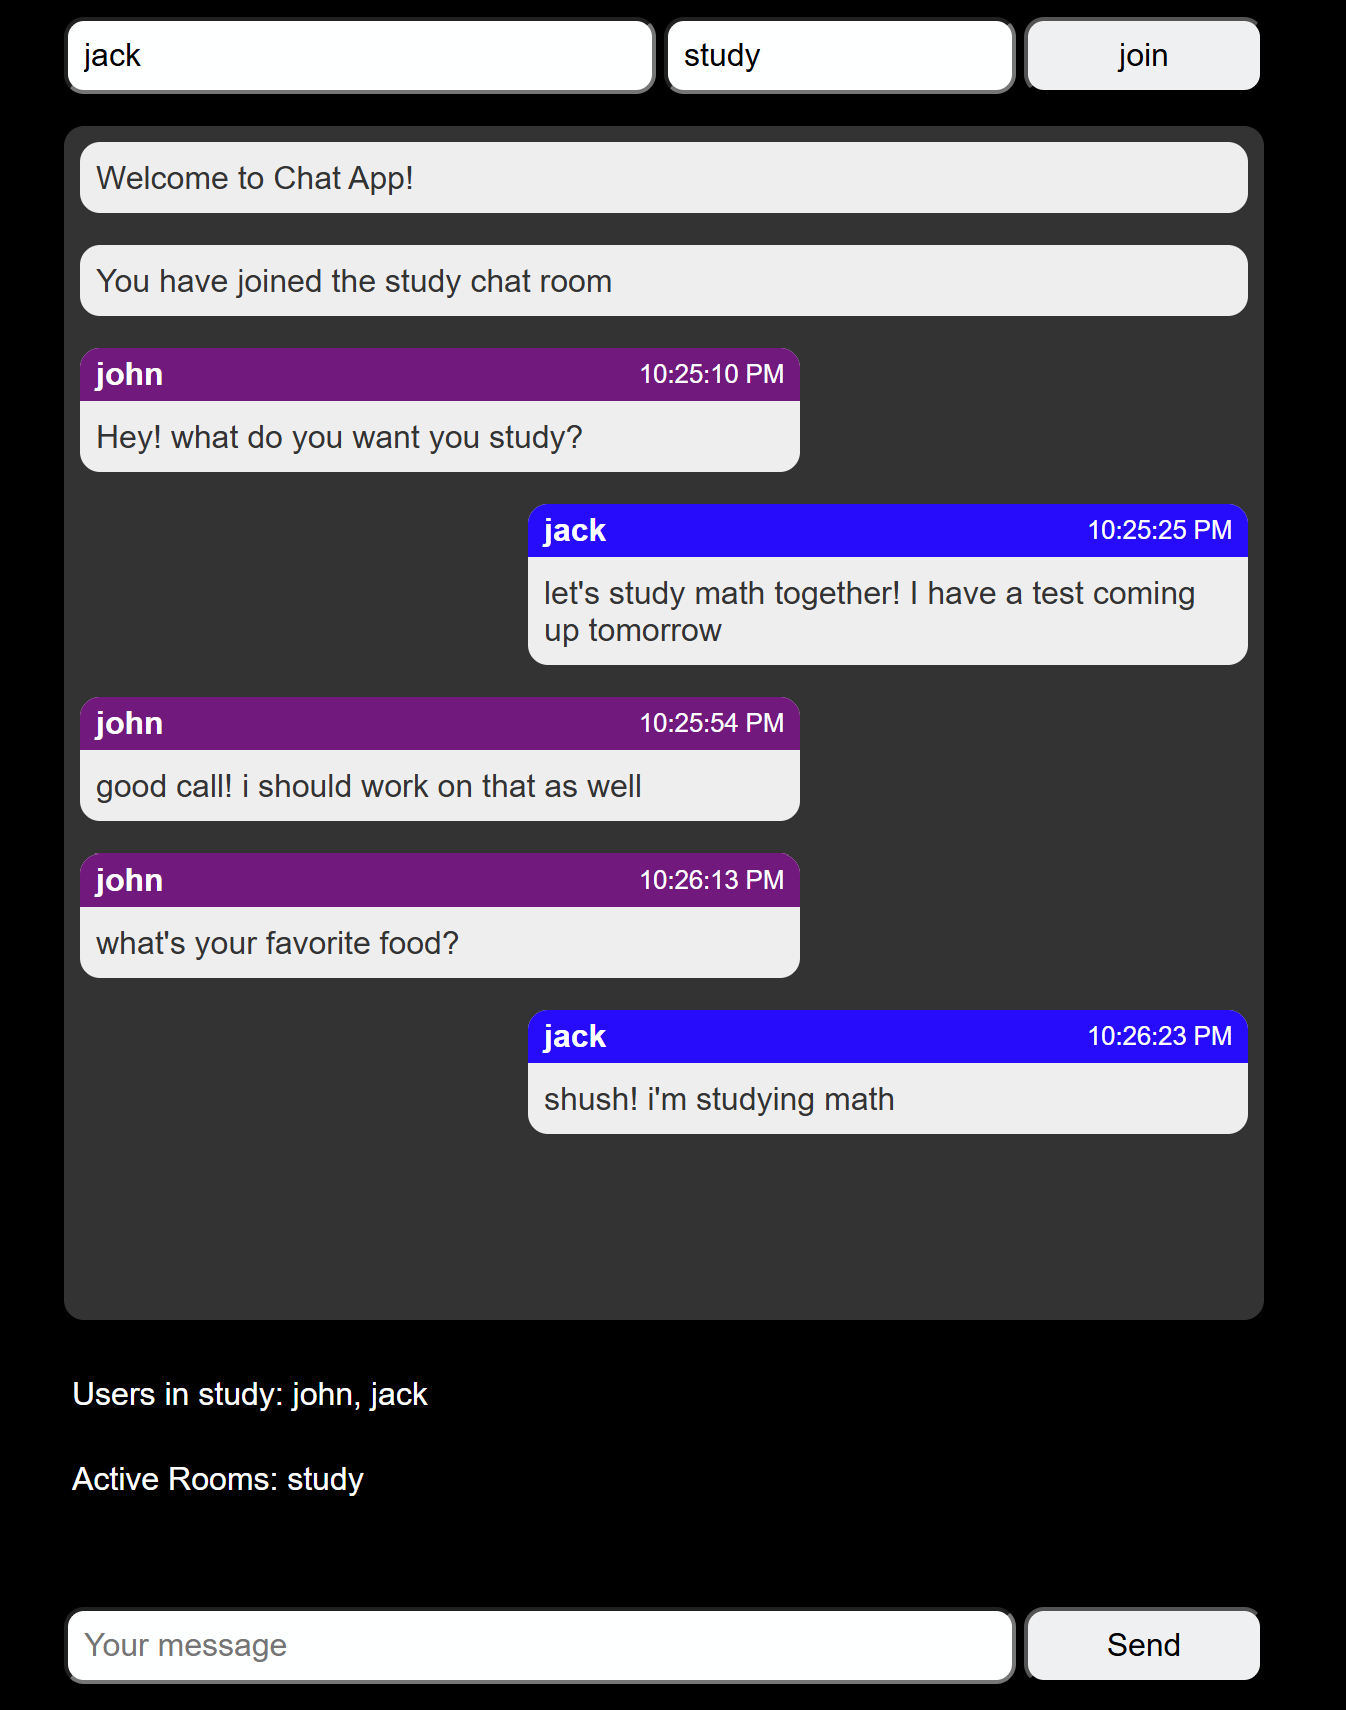 jack
study
join
Welcome to Chat App!
You have joined the study chat room
john 10:25:10 PM
Hey! what do you want you study?
jack 10:25:25 PM
let's study math together! I have a test coming
up tomorrow
john 10:25:54 PM
good call! i should work on that as well
john 10:26:13 PM
what's your favorite food?
jack 10:26:23 PM
shush! i'm studying math
Users in study: john, jack
Active Rooms: study
Your message
Send